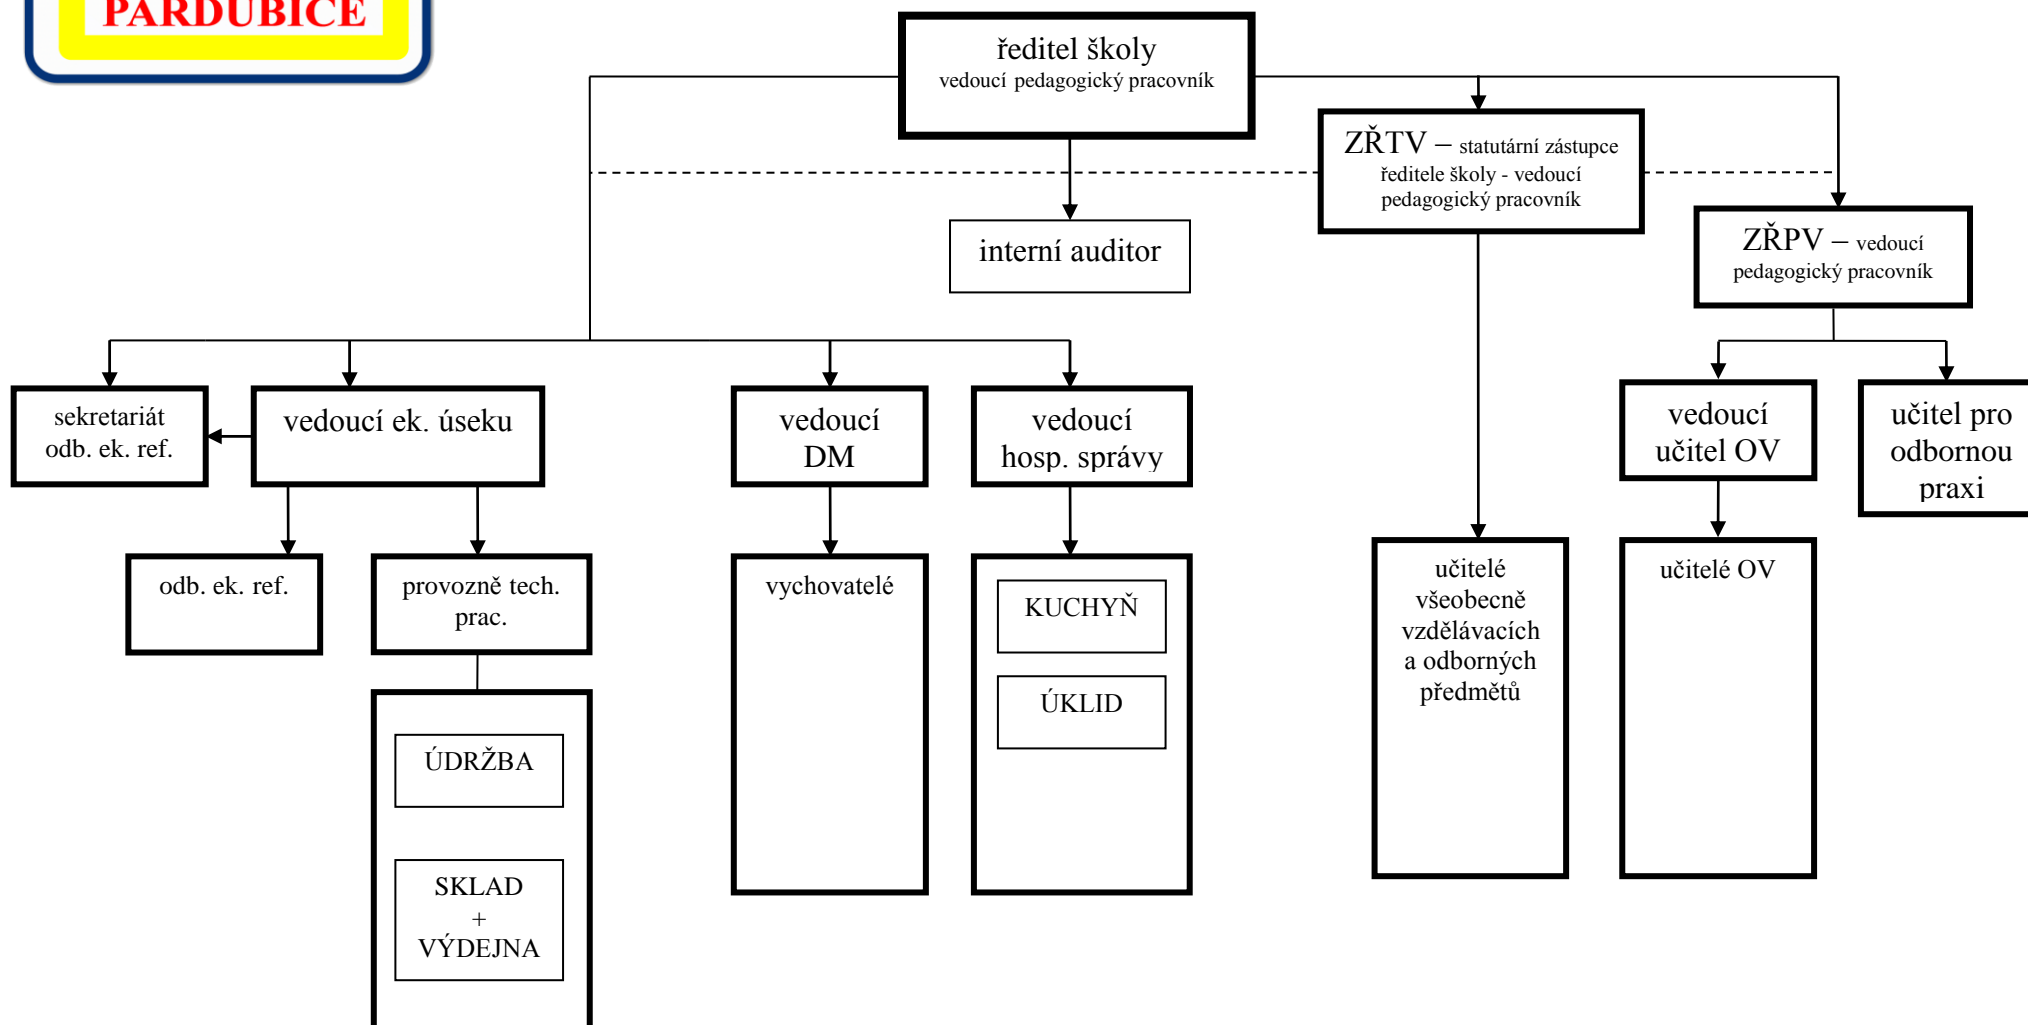 PARDUBICE
ředitel školy
vedoucí pedagogický pracovník
ZŘTV – statutární zástupce
ředitele školy - vedoucí
pedagogický pracovník
interní auditor
ZŘPV – vedoucí
pedagogický pracovník
sekretariát
odb. ek. ref.
vedoucí ek. úseku
vedoucí
DM
vedoucí
hosp. správy
vedoucí
učitel OV
učitel pro
odbornou
praxi
odb. ek. ref.
provozně tech.
prac.
vychovatelé
KUCHYŇ
ÚKLID
učitelé
všeobecně
vzdělávacích
a odborných
předmětů
učitelé OV
ÚDRŽBA
SKLAD
+
VÝDEJNA